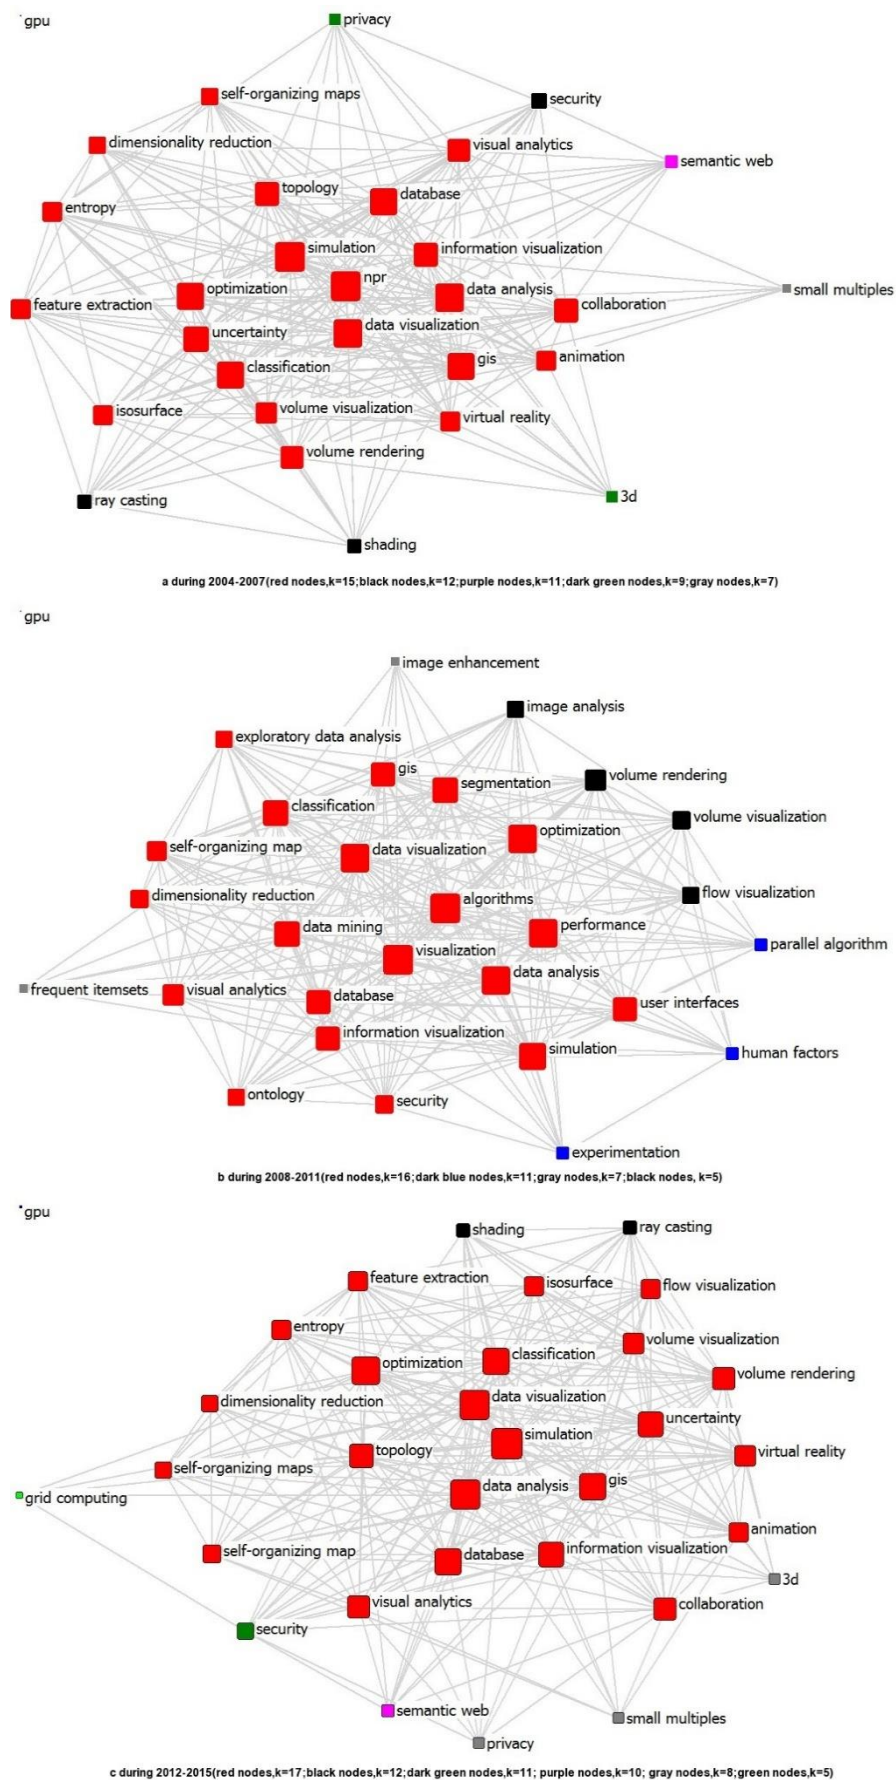 gpu
privacy
self-organizing maps
security
dimensionality reduction
visual analytics
semantic web
topology
database
entropy
simulation
information visualization
npr
optimization
data analysis
small multiples
feature extraction
collaboration
uncertainty
data visualization
gis
animation
classification
isosurface
volume visualization
virtual reality
volume rendering
ray casting
3d
shading
a during 2004-2007(red nodes,k=15;black nodes,k=12;purple nodes,k=11;dark green nodes,k=9;gray nodes,k=7)
gpu
image enhancement
image analysis
exploratory data analysis
gis
segmentation
volume rendering
classification
volume visualization
optimization
self-organizing map
data visualization
dimensionality reduction
flow visualization
algorithms
data mining
performance
parallel algorithm
visualization
data analysis
frequent itemsets
visual analytics
database
user interfaces
information visualization
simulation
human factors
ontology
security
experimentation
b during 2008-2011(red nodes,k=16;dark blue nodes,k=11;gray nodes,k=7;black nodes, k=5)
gpu
shading
ray casting
feature extraction
isosurface
flow visualization
entropy
volume visualization
classification
optimization
volume rendering
data visualization
dimensionality reduction
uncertainty
simulation
topology
virtual reality
self-organizing maps
data analysis
gis
grid computing
animation
self-organizing map
database
information visualization
3d
visual analytics
collaboration
security
semantic web
small multiples
privacy
c during 2012-2015(red nodes,k=17;black nodes,k=12;dark green nodes,k=11; purple nodes,k=10; gray nodes,k=8;green nodes,k=5)